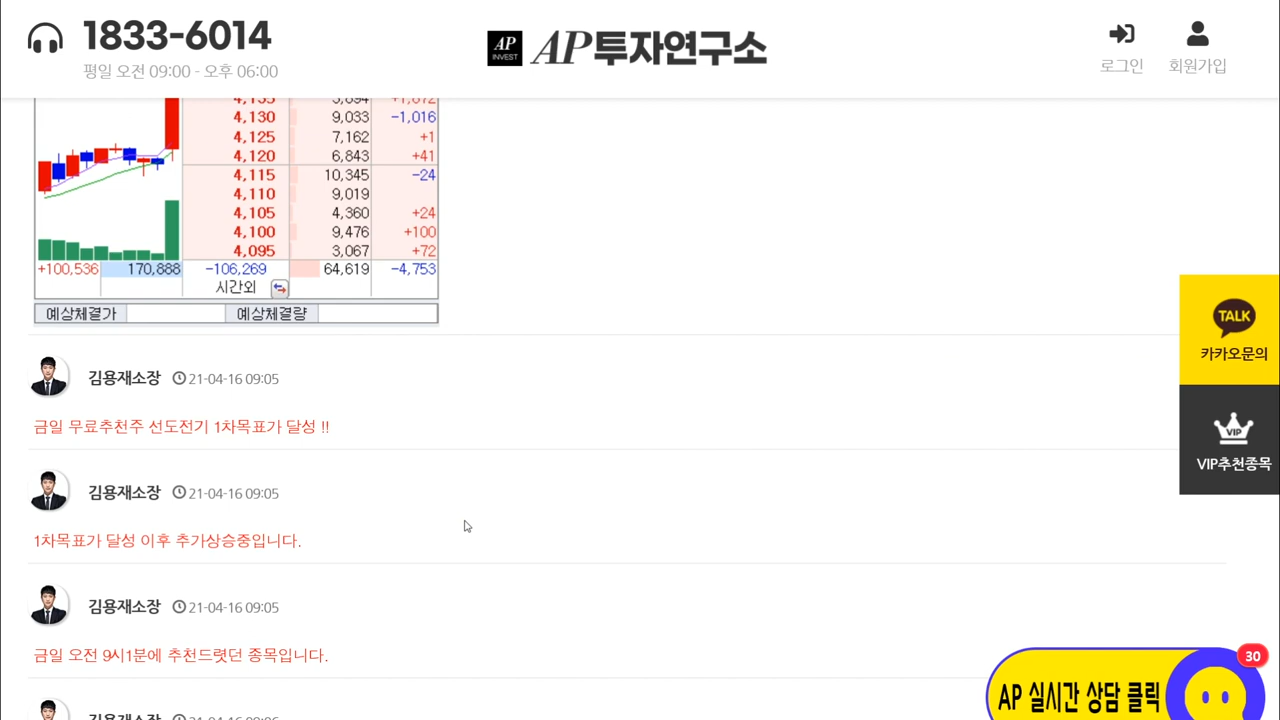 1833-6014
평일 오전 09:00 - 오후 06:00
AP
INVEST
AP투자연구소
로그인
회원가입
4,135 3,894 +1,672
4,130 9,033 −1,016
4,125 7,162 +1
4,120 6,843 +41
4,115 10,345 −24
4,110 9,019
4,105 4,360 +24
4,100 9,476 +100
4,095 3,067 +72
+100,536 170,888 −106,269 64,619 −4,753
시간외
예상체결가 예상체결량
김용재소장 21-04-16 09:05
금일 무료추천주 선도전기 1차목표가 달성 !!
김용재소장 21-04-16 09:05
1차목표가 달성 이후 추가상승중입니다.
김용재소장 21-04-16 09:05
금일 오전 9시1분에 추천드렷던 종목입니다.
TALK
카카오문의
VIP
VIP추천종목
30
AP 실시간 상담 클릭